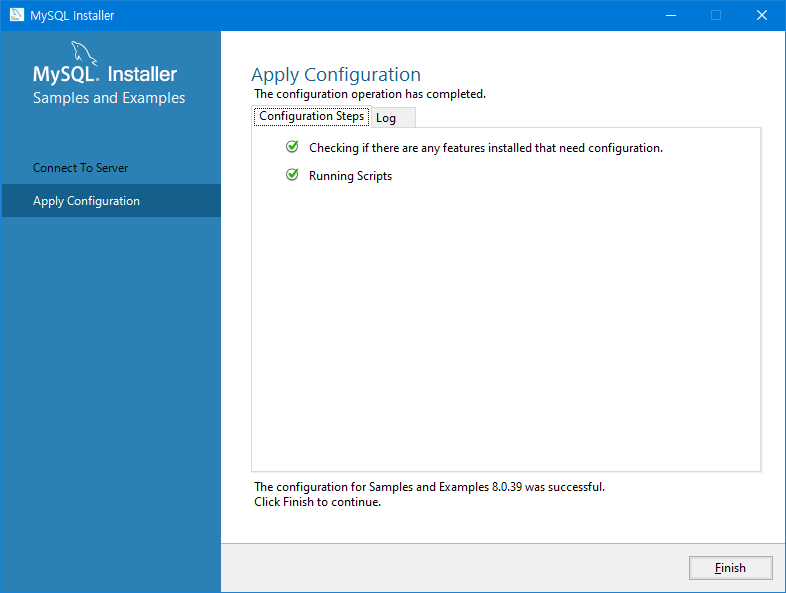 MySQL Installer
MySQL. Installer
Samples and Examples
Connect To Server
Apply Configuration
Apply Configuration
The configuration operation has completed.
Configuration Steps Log
Checking if there are any features installed that need configuration.
Running Scripts
The configuration for Samples and Examples 8.0.39 was successful.
Click Finish to continue.
Finish